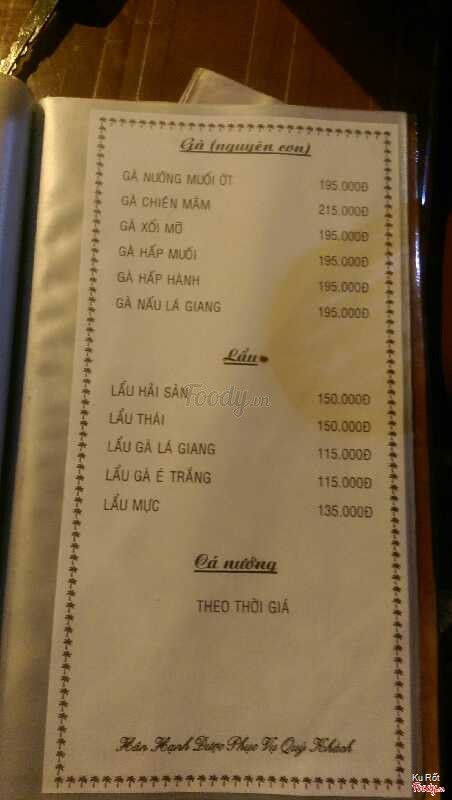 Gà (nguyên con)
GÀ NƯỚNG MUỐI ỚT 195.000Đ
GÀ CHIÊN MẮM 215.000Đ
GÀ XỐI MỠ 195.000Đ
GÀ HẤP MUỐI 195.000Đ
GÀ HẤP HÀNH 195.000Đ
GÀ NẤU LÁ GIANG 195.000Đ
Lẩu
LẨU HẢI SẢN 150.000Đ
Foody.vn
LẨU THÁI 150.000Đ
LẨU GÀ LÁ GIANG 115.000Đ
LẨU GÀ É TRẮNG 115.000Đ
LẨU MỰC 135.000Đ
Cá nướng
THEO THỜI GIÁ
Hân Hạnh Được Phục Vụ Quý Khách
Ku Rốt
Foody.vn